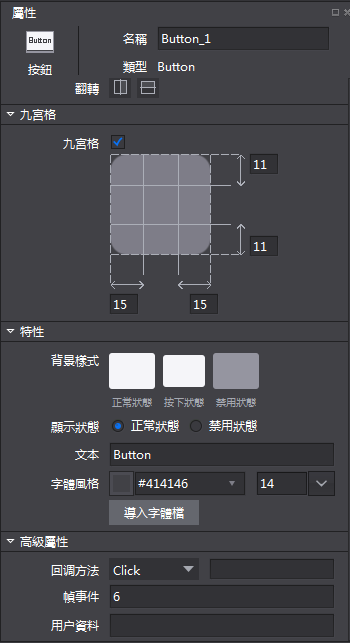 屬性
Button
按鈕
名稱 Button_1
類型 Button
翻轉
九宮格
九宮格
11
11
15 15
特性
背景樣式
正常狀態 按下狀態 禁用狀態
顯示狀態 正常狀態 禁用狀態
文本 Button
字體風格 #414146 14
導入字體檔
高級屬性
回调方法 Click
幀事件 6
用户資料